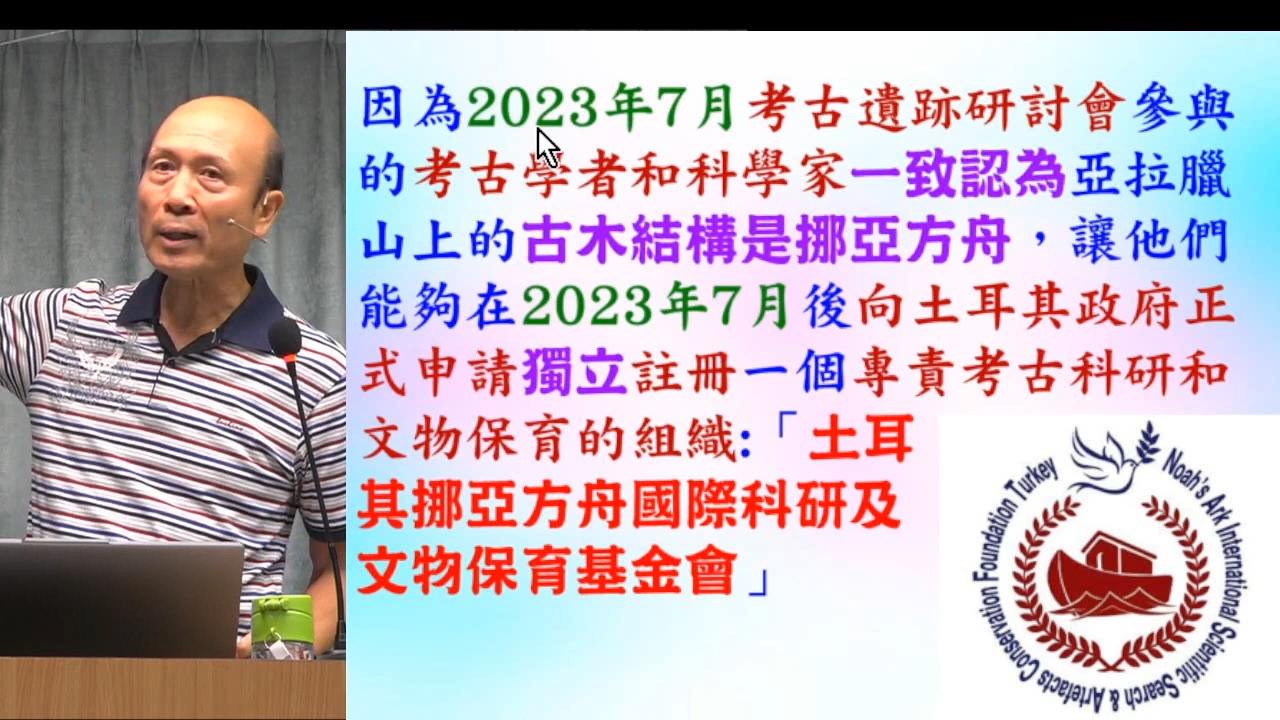 因為2023年7月考古遺跡研討會參與
的考古學者和科學家一致認為亞拉臘
山上的古木結構是挪亞方舟，讓他們
能夠在2023年7月後向土耳其政府正
式申請獨立註冊一個專責考古科研和
文物保育的組織:「土耳
其挪亞方舟國際科研及
文物保育基金會」
Noah's Ark International Scientific Search & Artefacts Conservation Foundation Turkey